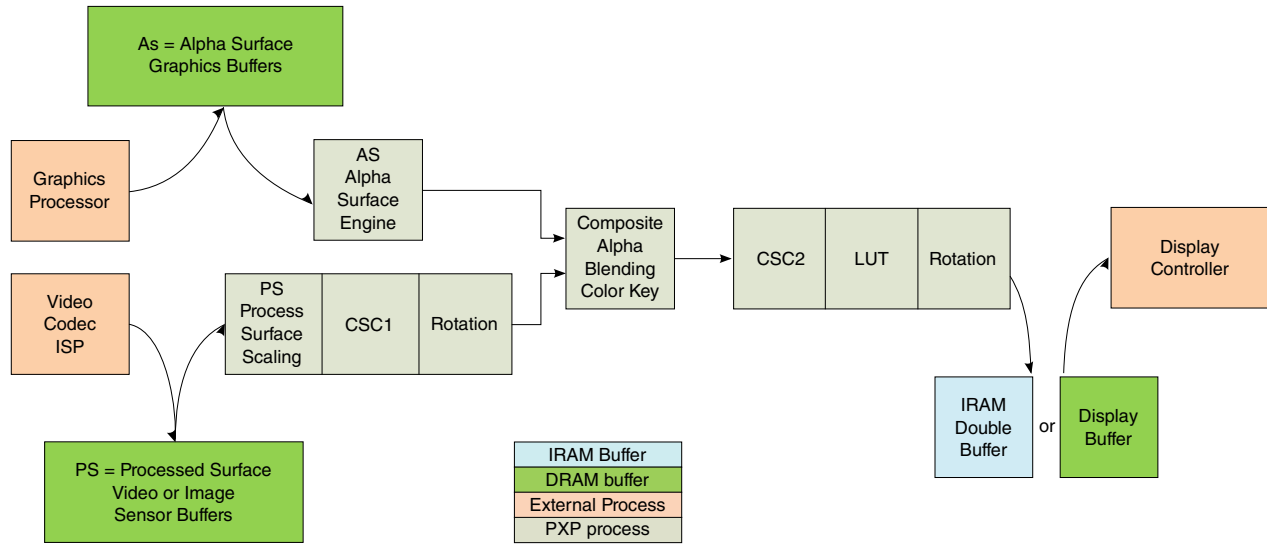 As = Alpha Surface
Graphics Buffers
Graphics
Processor
AS
Alpha
Surface
Engine
Composite
Alpha
Blending
Color Key
CSC2
LUT
Rotation
Display
Controller
Video
Codec
ISP
PS
Process
Surface
Scaling
CSC1
Rotation
IRAM
Double
Buffer
or
Display
Buffer
PS = Processed Surface
Video or Image
Sensor Buffers
IRAM Buffer
DRAM buffer
External Process
PXP process